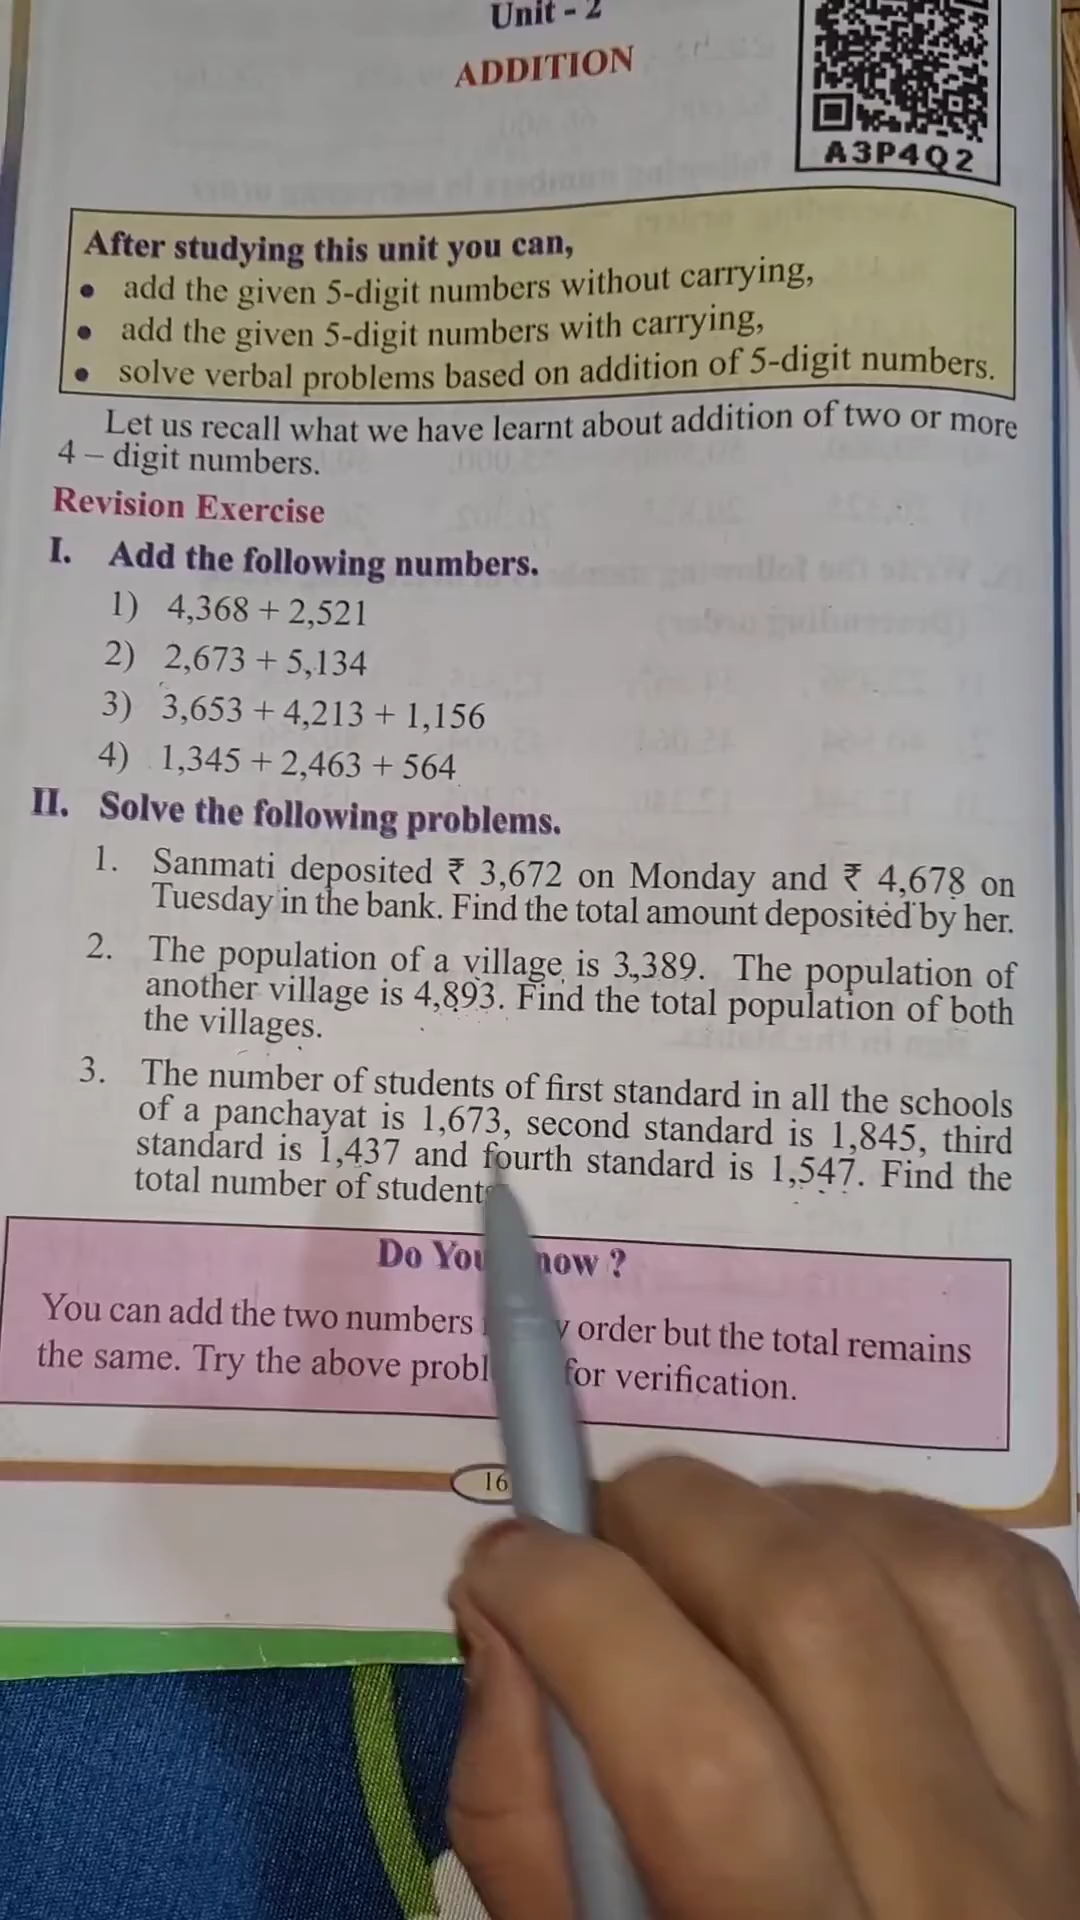 Unit - 2
ADDITION
A3P4Q2
After studying this unit you can,
• add the given 5-digit numbers without carrying,
• add the given 5-digit numbers with carrying,
• solve verbal problems based on addition of 5-digit numbers.
Let us recall what we have learnt about addition of two or more
4 – digit numbers.
Revision Exercise
I. Add the following numbers.
1) 4,368 + 2,521
2) 2,673 + 5,134
3) 3,653 + 4,213 + 1,156
4) 1,345 + 2,463 + 564
II. Solve the following problems.
1. Sanmati deposited ₹ 3,672 on Monday and ₹ 4,678 on
Tuesday in the bank. Find the total amount deposited by her.
2. The population of a village is 3,389. The population of
another village is 4,893. Find the total population of both
the villages.
3. The number of students of first standard in all the schools
of a panchayat is 1,673, second standard is 1,845, third
standard is 1,437 and fourth standard is 1,547. Find the
total number of student
Do You now ?
You can add the two numbers y order but the total remains
the same. Try the above probl for verification.
16